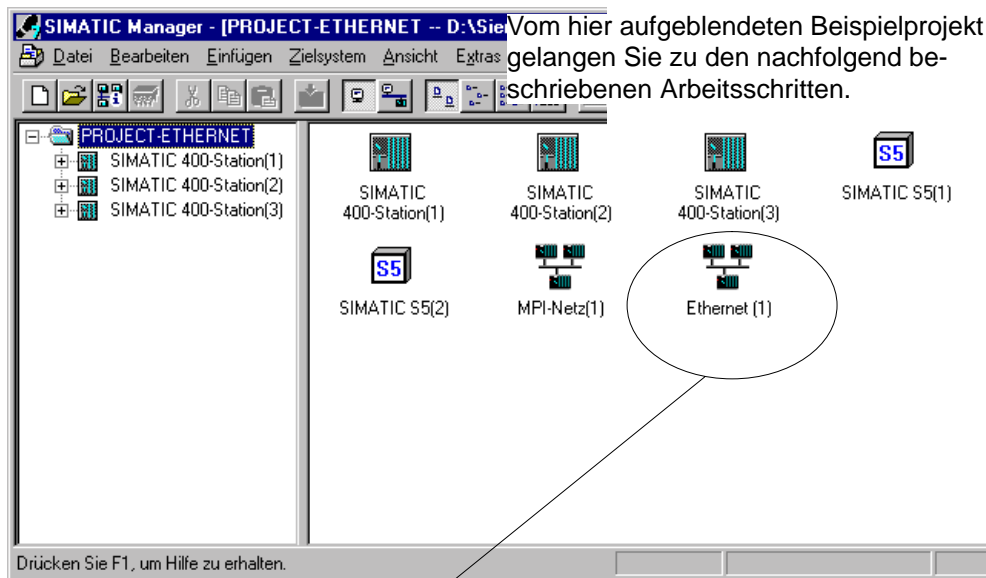 SIMATIC Manager - [PROJECT-ETHERNET -- D:\Sie
Vom hier aufgeblendeten Beispielprojekt
gelangen Sie zu den nachfolgend be-
schriebenen Arbeitsschritten.
Datei Bearbeiten Einfügen Zielsystem Ansicht Extras
PROJECT-ETHERNET
SIMATIC 400-Station(1)
SIMATIC 400-Station(2)
SIMATIC 400-Station(3)
SIMATIC
400-Station(1)
SIMATIC
400-Station(2)
SIMATIC
400-Station(3)
S5
SIMATIC S5(1)
S5
SIMATIC S5(2)
MPI-Netz(1)
Ethernet (1)
Drücken Sie F1, um Hilfe zu erhalten.